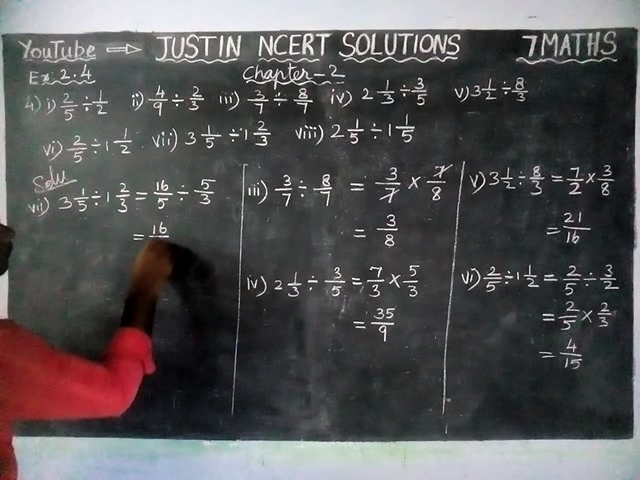 YouTube ⇒ JUSTIN NCERT SOLUTIONS 7 MATHS
Ex 2.4 Chapter-2
4) i) 2/5 ÷ 1/2 ii) 4/9 ÷ 2/3 iii) 3/7 ÷ 8/7 iv) 2 1/3 ÷ 3/5 v) 3 1/2 ÷ 8/3
vi) 2/5 ÷ 1 1/2 vii) 3 1/5 ÷ 1 2/3 viii) 2 1/5 ÷ 1 1/5
Solu
vii) 3 1/5 ÷ 1 2/3 = 16/5 ÷ 5/3
= 16
iii) 3/7 ÷ 8/7 = 3/7 × 7/8
= 3/8
iv) 2 1/3 ÷ 3/5 = 7/3 × 5/3
= 35/9
v) 3 1/2 ÷ 8/3 = 7/2 × 3/8
= 21/16
vi) 2/5 ÷ 1 1/2 = 2/5 ÷ 3/2
= 2/5 × 2/3
= 4/15